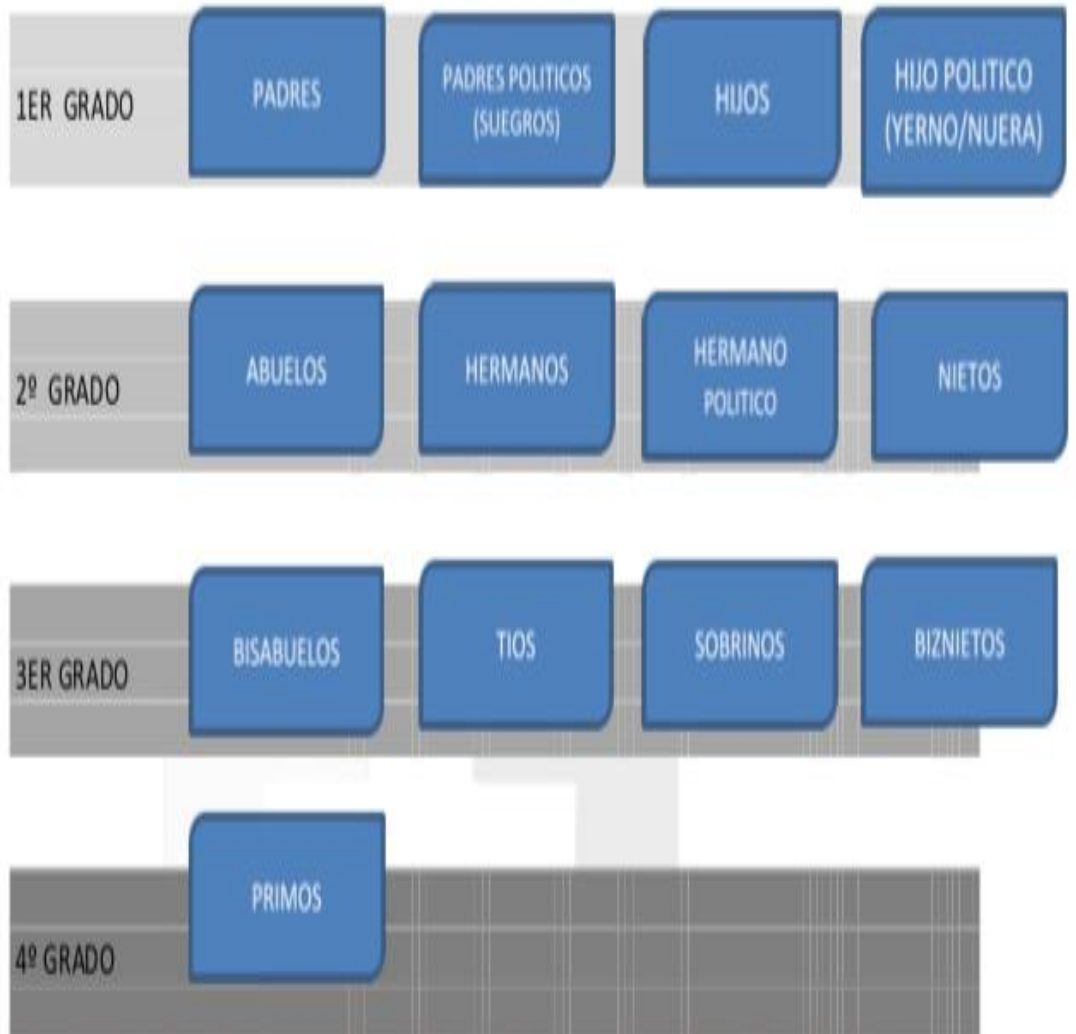 1ER GRADO
PADRES
PADRES POLITICOS
(SUEGROS)
HIJOS
HIJO POLITICO
(YERNO/NUERA)
2º GRADO
ABUELOS
HERMANOS
HERMANO
POLITICO
NIETOS
3ER GRADO
BISABUELOS
TIOS
SOBRINOS
BIZNIETOS
4º GRADO
PRIMOS